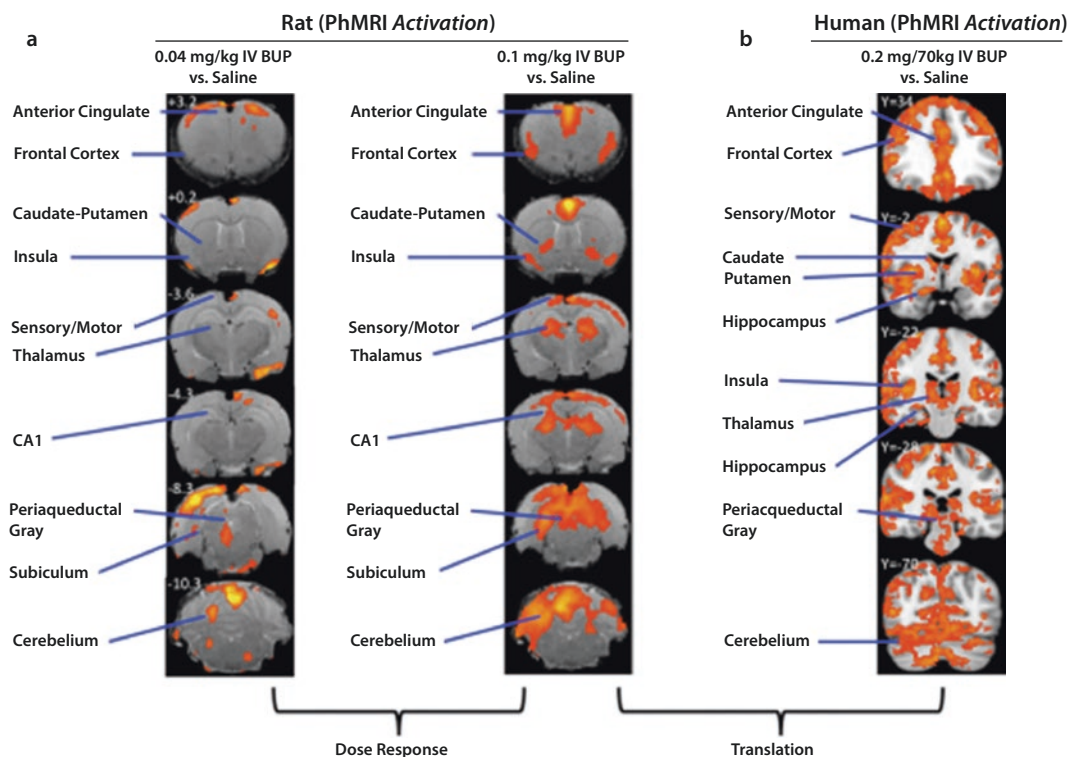 a
Rat (PhMRI Activation)
0.04 mg/kg IV BUP
vs. Saline
+3.2
Anterior Cingulate
Frontal Cortex
+0.2
Caudate-Putamen
Insula
-3.6
Sensory/Motor
Thalamus
-4.3
CA1
-8.3
Periaqueductal
Gray
Subiculum
-10.3
Cerebelium
0.1 mg/kg IV BUP
vs. Saline
Anterior Cingulate
Frontal Cortex
Caudate-Putamen
Insula
Sensory/Motor
Thalamus
CA1
Periaqueductal
Gray
Subiculum
Cerebelium
b
Human (PhMRI Activation)
0.2 mg/70kg IV BUP
vs. Saline
Y=34
Anterior Cingulate
Frontal Cortex
Sensory/Motor
Y=-2
Caudate
Putamen
Hippocampus
Y=-22
Insula
Thalamus
Hippocampus
Y=-28
Periacqueductal
Gray
Y=-70
Cerebelium
Dose Response
Translation